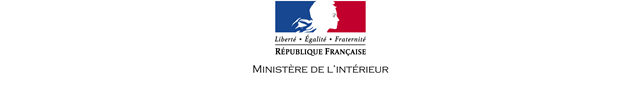 Liberté • Égalité • Fraternité
RÉPUBLIQUE FRANÇAISE
MINISTÈRE DE L'INTÉRIEUR